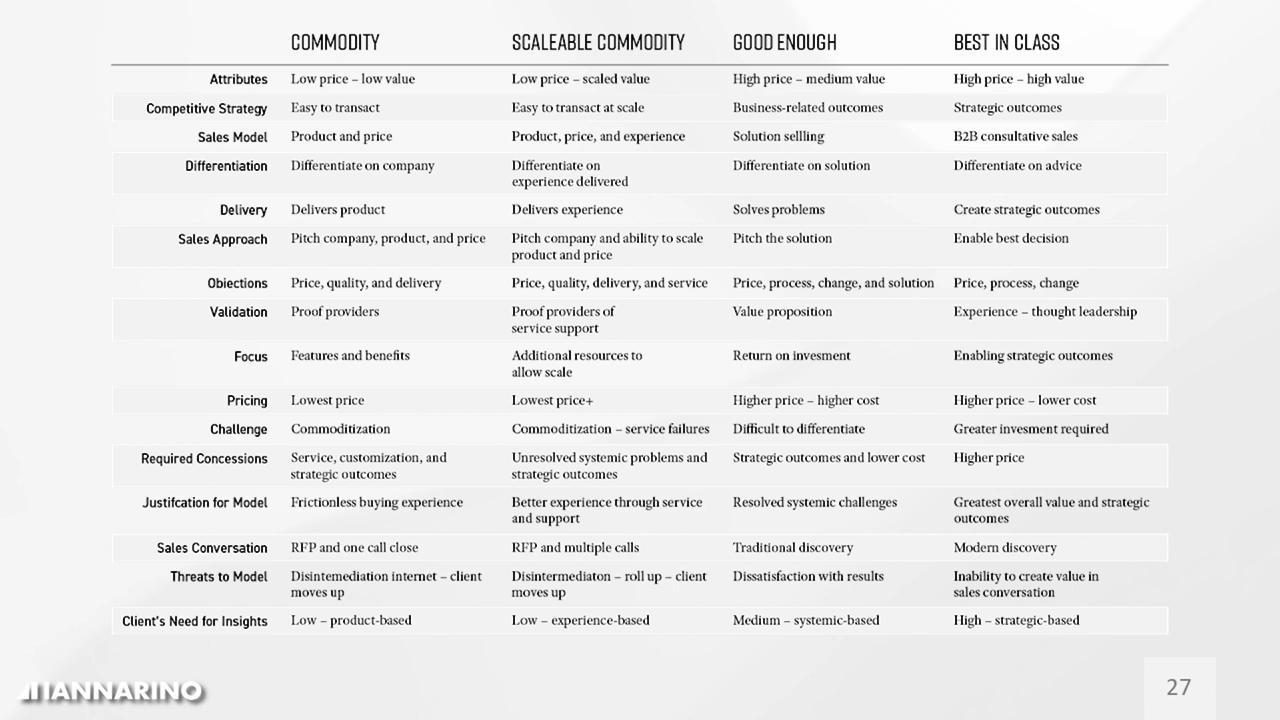 COMMODITY SCALEABLE COMMODITY GOOD ENOUGH BEST IN CLASS
Attributes Low price – low value Low price – scaled value High price – medium value High price – high value
Competitive Strategy Easy to transact Easy to transact at scale Business-related outcomes Strategic outcomes
Sales Model Product and price Product, price, and experience Solution sellling B2B consultative sales
Differentiation Differentiate on company Differentiate on Differentiate on solution Differentiate on advice
experience delivered
Delivery Delivers product Delivers experience Solves problems Create strategic outcomes
Sales Approach Pitch company, product, and price Pitch company and ability to scale Pitch the solution Enable best decision
product and price
Obiections Price, quality, and delivery Price, quality, delivery, and service Price, process, change, and solution Price, process, change
Validation Proof providers Proof providers of Value proposition Experience – thought leadership
service support
Focus Features and benefits Additional resources to Return on invesment Enabling strategic outcomes
allow scale
Pricing Lowest price Lowest price+ Higher price – higher cost Higher price – lower cost
Challenge Commoditization Commoditization – service failures Difficult to differentiate Greater invesment required
Required Concessions Service, customization, and Unresolved systemic problems and Strategic outcomes and lower cost Higher price
strategic outcomes strategic outcomes
Justifcation for Model Frictionless buying experience Better experience through service Resolved systemic challenges Greatest overall value and strategic
and support outcomes
Sales Conversation RFP and one call close RFP and multiple calls Traditional discovery Modern discovery
Threats to Model Disintemediation internet – client Disintermediaton – roll up – client Dissatisfaction with results Inability to create value in
moves up moves up sales conversation
Client's Need for Insights Low – product-based Low – experience-based Medium – systemic-based High – strategic-based
IANNARINO
27